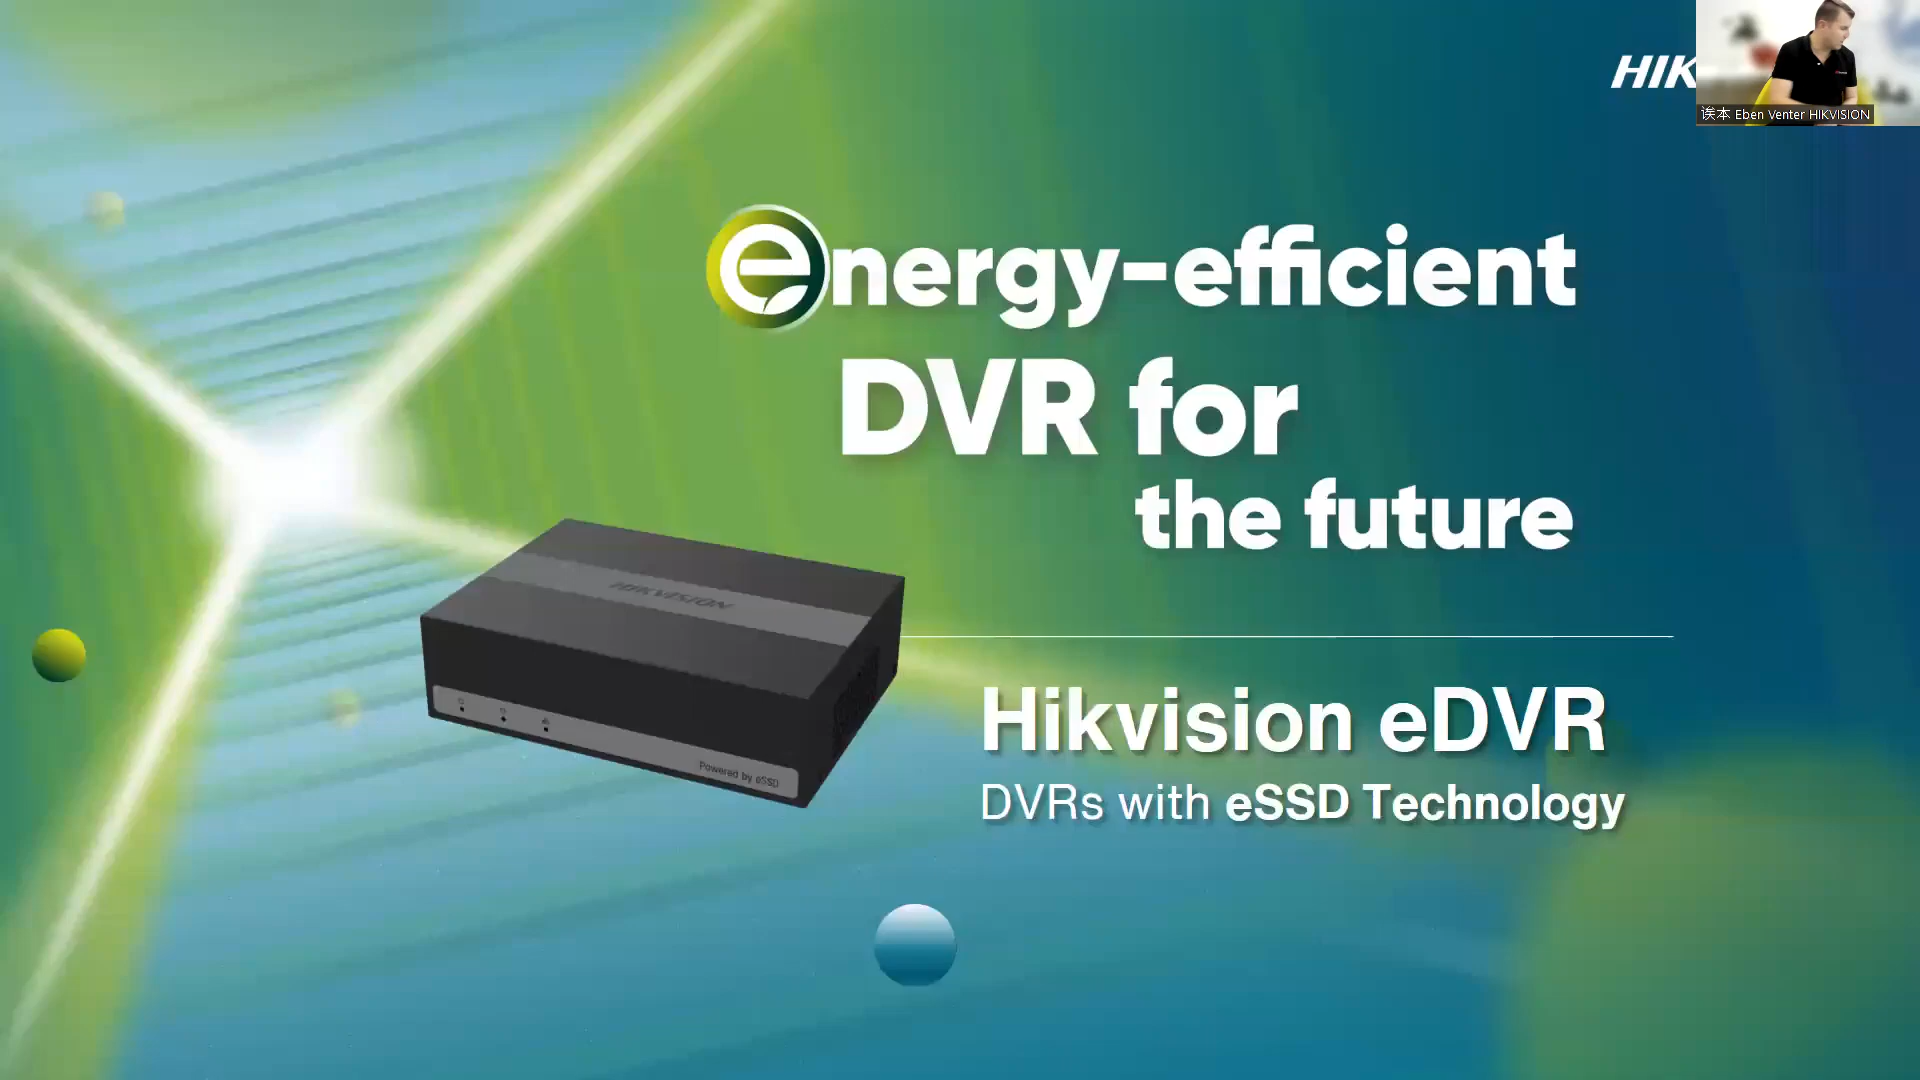 HIK
诶本 Eben Venter HIKVISION
energy-efficient
DVR for
the future
HIKVISION
Powered by eSSD
Hikvision eDVR
DVRs with eSSD Technology